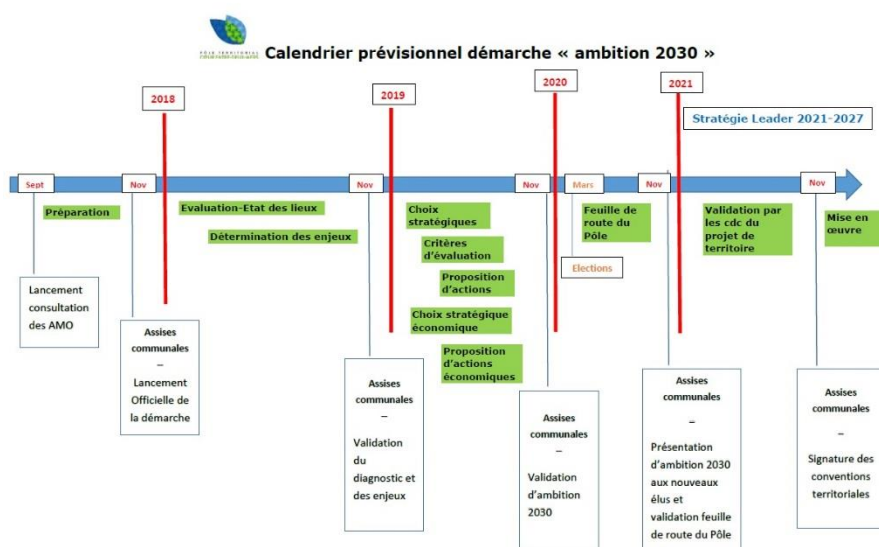 PÔLE TERRITORIAL
Calendrier prévisionnel démarche « ambition 2030 »
2018
2019
2020
2021
Stratégie Leader 2021-2027
Sept
Nov
Nov
Nov
Mars
Nov
Nov
Préparation
Evaluation-Etat des lieux
Détermination des enjeux
Choix
stratégiques
Critères
d’évaluation
Proposition
d’actions
Choix stratégique
économique
Proposition
d’actions
économiques
Feuille de
route du
Pôle
Elections
Validation par
les cdc du
projet de
territoire
Mise en
œuvre
Lancement
consultation
des AMO
Assises
communales
–
Lancement
Officielle de
la démarche
Assises
communales
–
Validation
du
diagnostic et
des enjeux
Assises
communales
–
Validation
d’ambition
2030
Assises
communales
–
Présentation
d’ambition 2030
aux nouveaux
élus et
validation feuille
de route du Pôle
Assises
communales
–
Signature des
conventions
territoriales